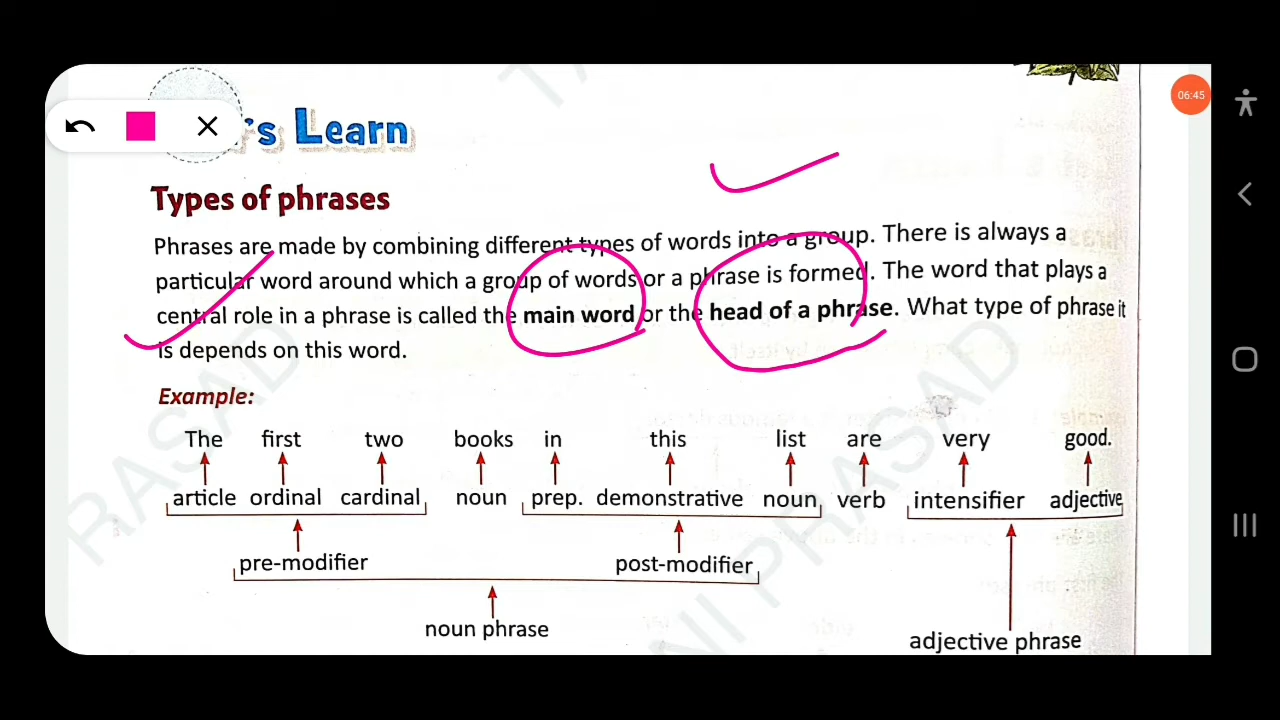 06:45
's Learn
Types of phrases
Phrases are made by combining different types of words into a group. There is always a
particular word around which a group of words or a phrase is formed. The word that plays a
central role in a phrase is called the main word or the head of a phrase. What type of phrase it
is depends on this word.
Example:
The first two books in this list are very good.
article ordinal cardinal noun prep. demonstrative noun verb intensifier adjective
pre-modifier post-modifier
noun phrase
adjective phrase
RASAD
NI PRASAD
TA